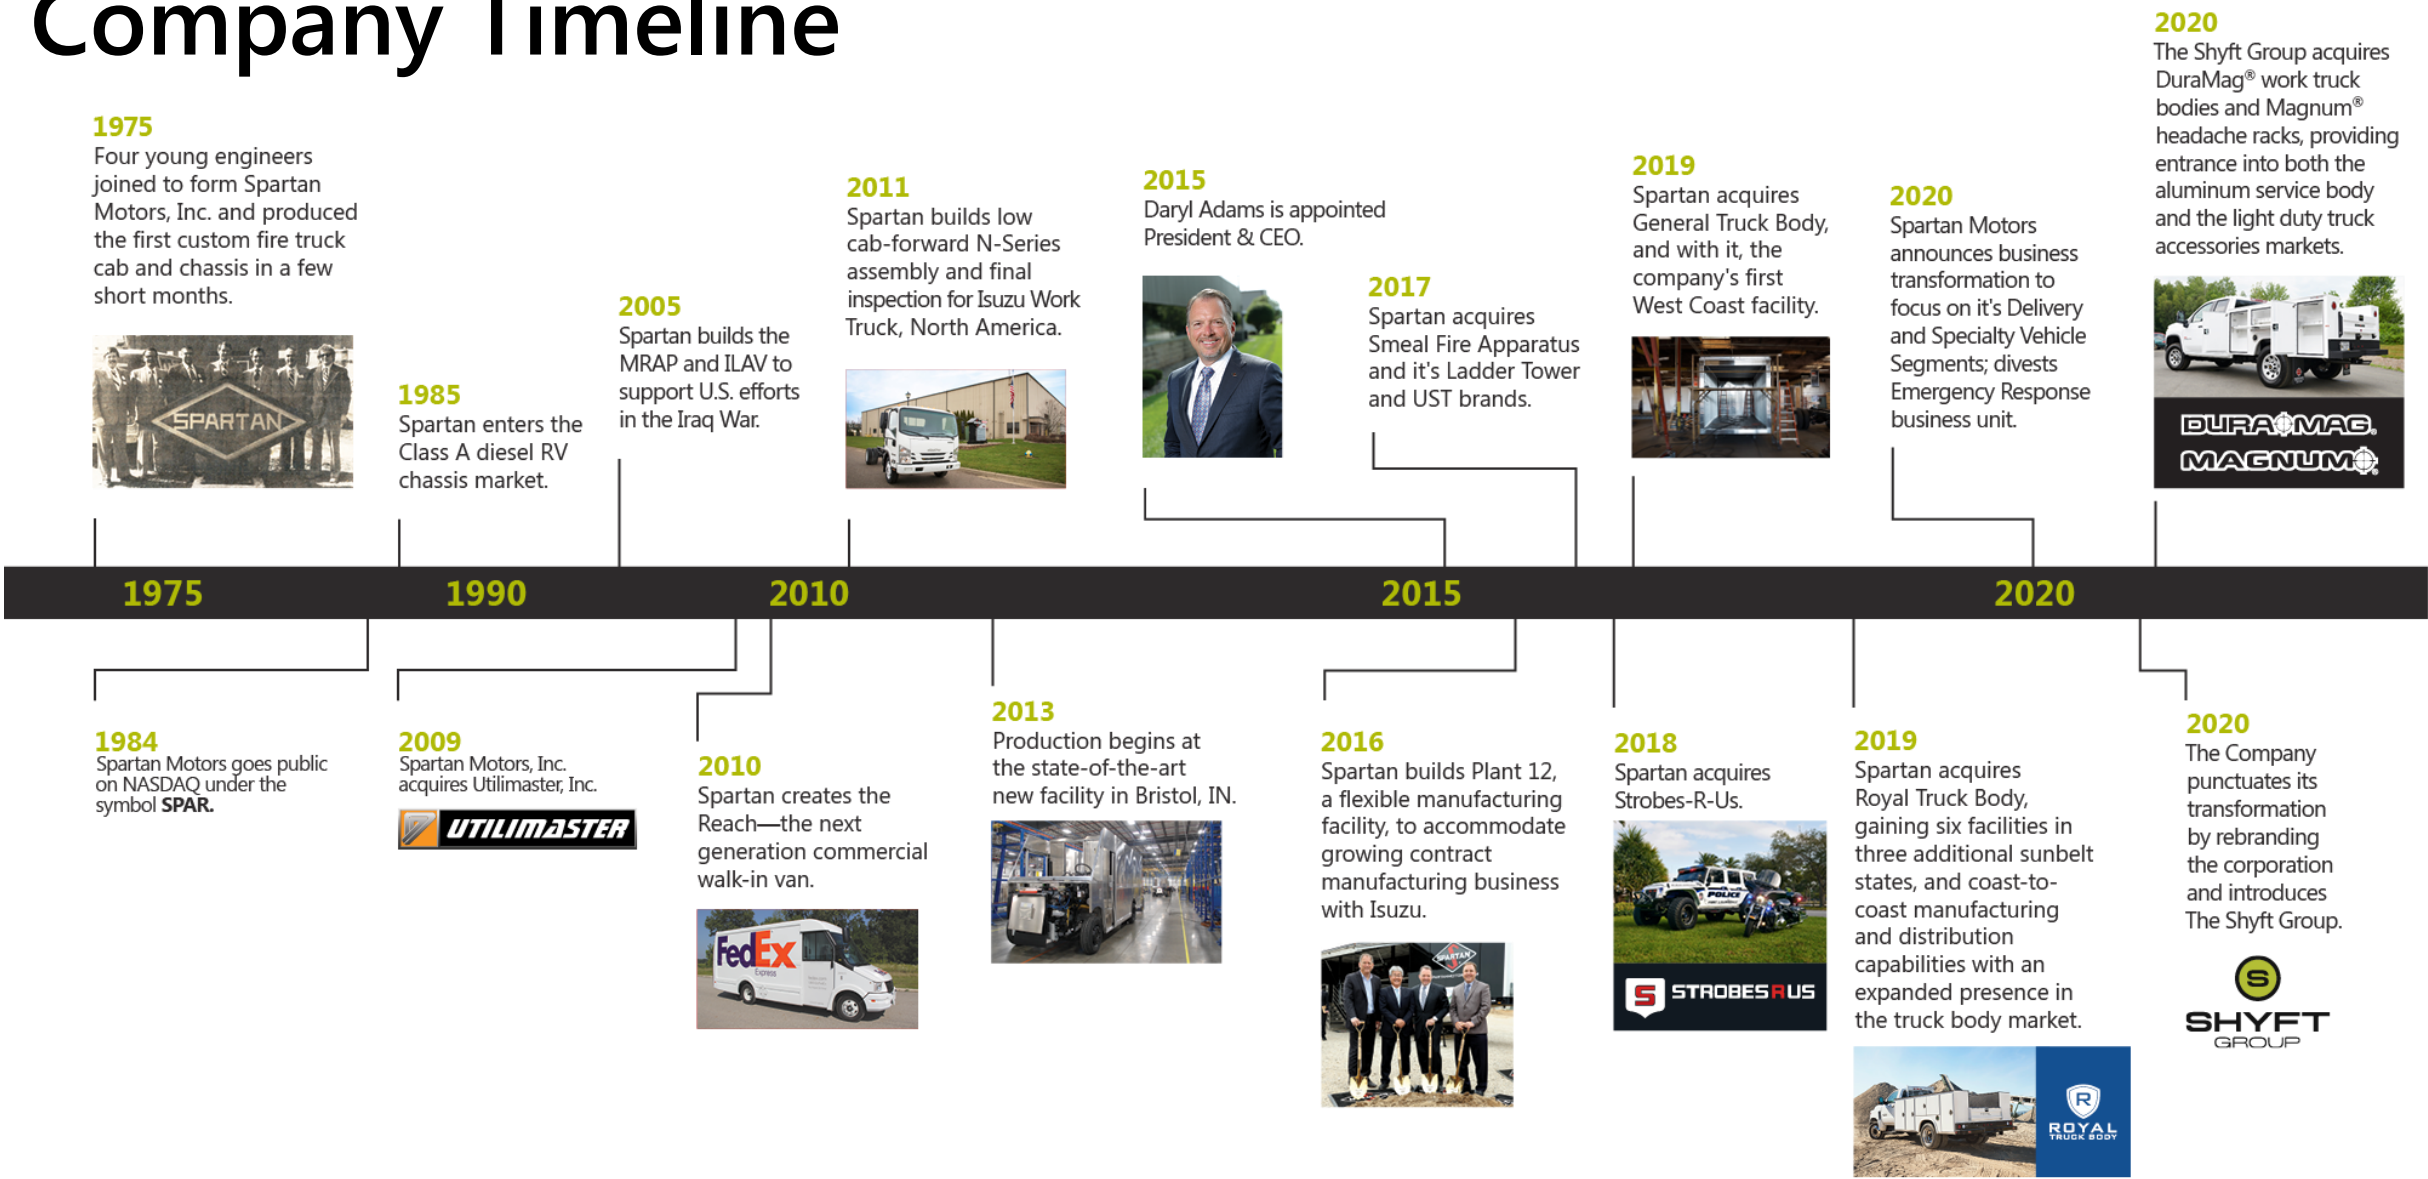 Company Timeline
1975
Four young engineers
joined to form Spartan
Motors, Inc. and produced
the first custom fire truck
cab and chassis in a few
short months.
SPARTAN
1985
Spartan enters the
Class A diesel RV
chassis market.
2005
Spartan builds the
MRAP and ILAV to
support U.S. efforts
in the Iraq War.
2011
Spartan builds low
cab-forward N-Series
assembly and final
inspection for Isuzu Work
Truck, North America.
2015
Daryl Adams is appointed
President & CEO.
2017
Spartan acquires
Smeal Fire Apparatus
and it's Ladder Tower
and UST brands.
2019
Spartan acquires
General Truck Body,
and with it, the
company's first
West Coast facility.
2020
Spartan Motors
announces business
transformation to
focus on it's Delivery
and Specialty Vehicle
Segments; divests
Emergency Response
business unit.
2020
The Shyft Group acquires
DuraMag® work truck
bodies and Magnum®
headache racks, providing
entrance into both the
aluminum service body
and the light duty truck
accessories markets.
DURAMAG®
MAGNUM®
1975 1990 2010 2015 2020
1984
Spartan Motors goes public
on NASDAQ under the
symbol SPAR.
2009
Spartan Motors, Inc.
acquires Utilimaster, Inc.
UTILIMASTER
2010
Spartan creates the
Reach—the next
generation commercial
walk-in van.
FedEx
Express
2013
Production begins at
the state-of-the-art
new facility in Bristol, IN.
2016
Spartan builds Plant 12,
a flexible manufacturing
facility, to accommodate
growing contract
manufacturing business
with Isuzu.
SPARTAN
2018
Spartan acquires
Strobes-R-Us.
POLICE
S STROBESRUS
2019
Spartan acquires
Royal Truck Body,
gaining six facilities in
three additional sunbelt
states, and coast-to-
coast manufacturing
and distribution
capabilities with an
expanded presence in
the truck body market.
R
ROYAL
TRUCK BODY
2020
The Company
punctuates its
transformation
by rebranding
the corporation
and introduces
The Shyft Group.
S
SHYFT
GROUP